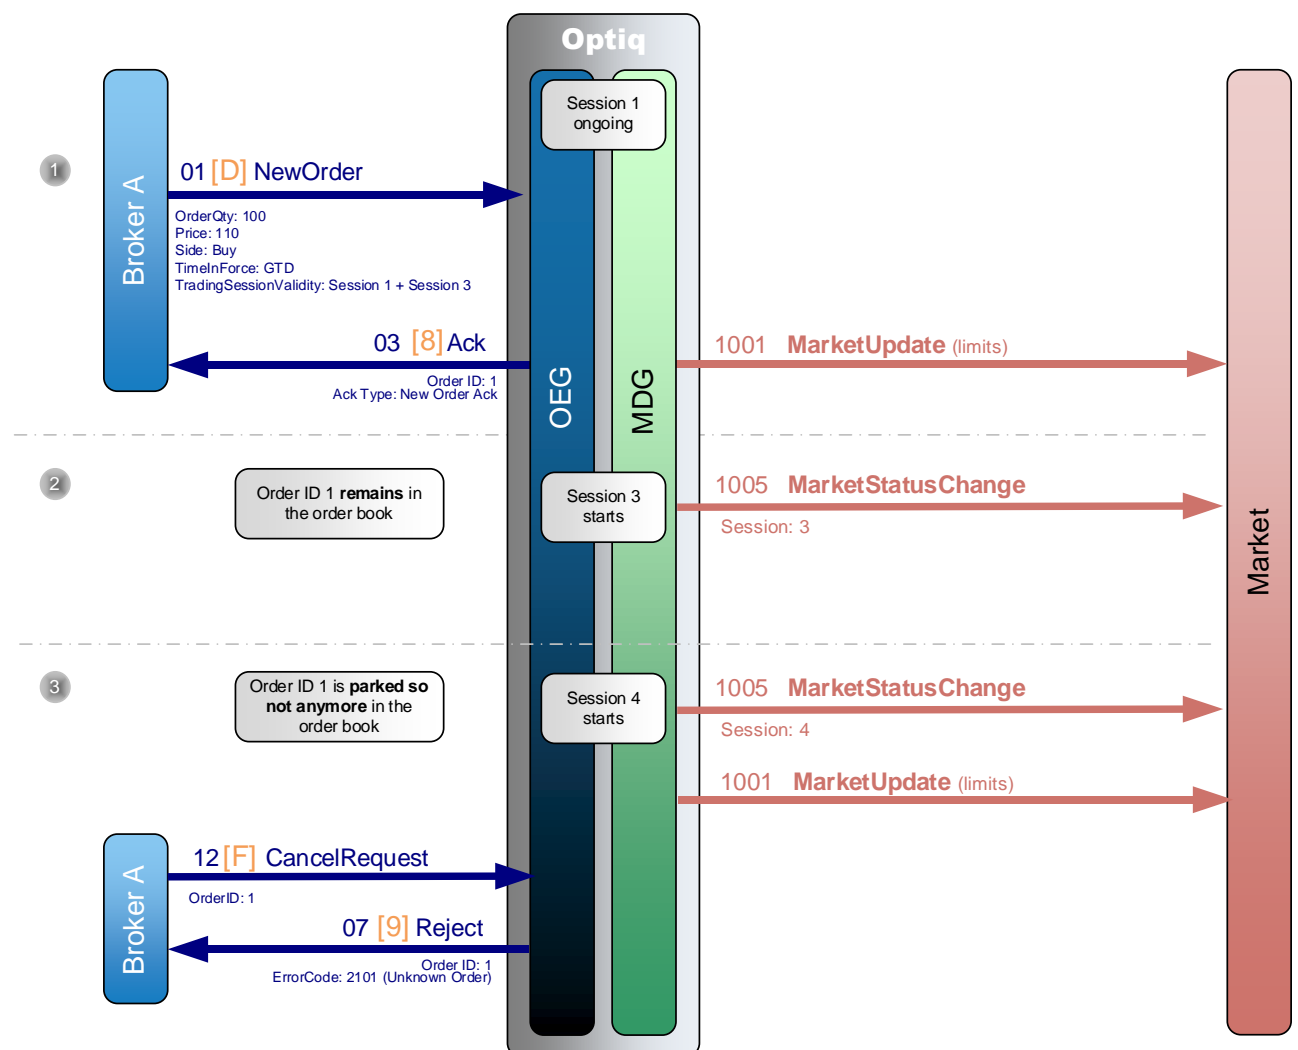 Optiq
Session 1
ongoing
1
01 [D] NewOrder
OrderQty: 100
Price: 110
Side: Buy
TimeInForce: GTD
TradingSessionValidity: Session 1 + Session 3
Broker A
03 [8] Ack
Order ID: 1
Ack Type: New Order Ack
1001 MarketUpdate (limits)
OEG
MDG
2
Order ID 1 remains in
the order book
Session 3
starts
1005 MarketStatusChange
Session: 3
Market
3
Order ID 1 is parked so
not anymore in the
order book
Session 4
starts
1005 MarketStatusChange
Session: 4
1001 MarketUpdate (limits)
Broker A
12 [F] CancelRequest
OrderID: 1
07 [9] Reject
Order ID: 1
ErrorCode: 2101 (Unknown Order)